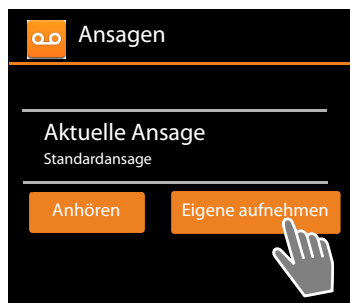 Ansagen
Aktuelle Ansage
Standardansage
Anhören
Eigene aufnehmen